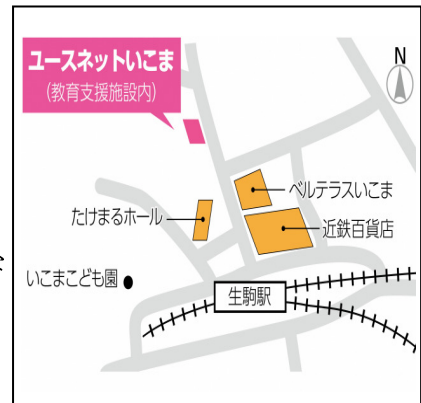 ユースネットいこま
(教育支援施設内)
N
ベルテラスいこま
たけまるホール
近鉄百貨店
いこまこども園
生駒駅